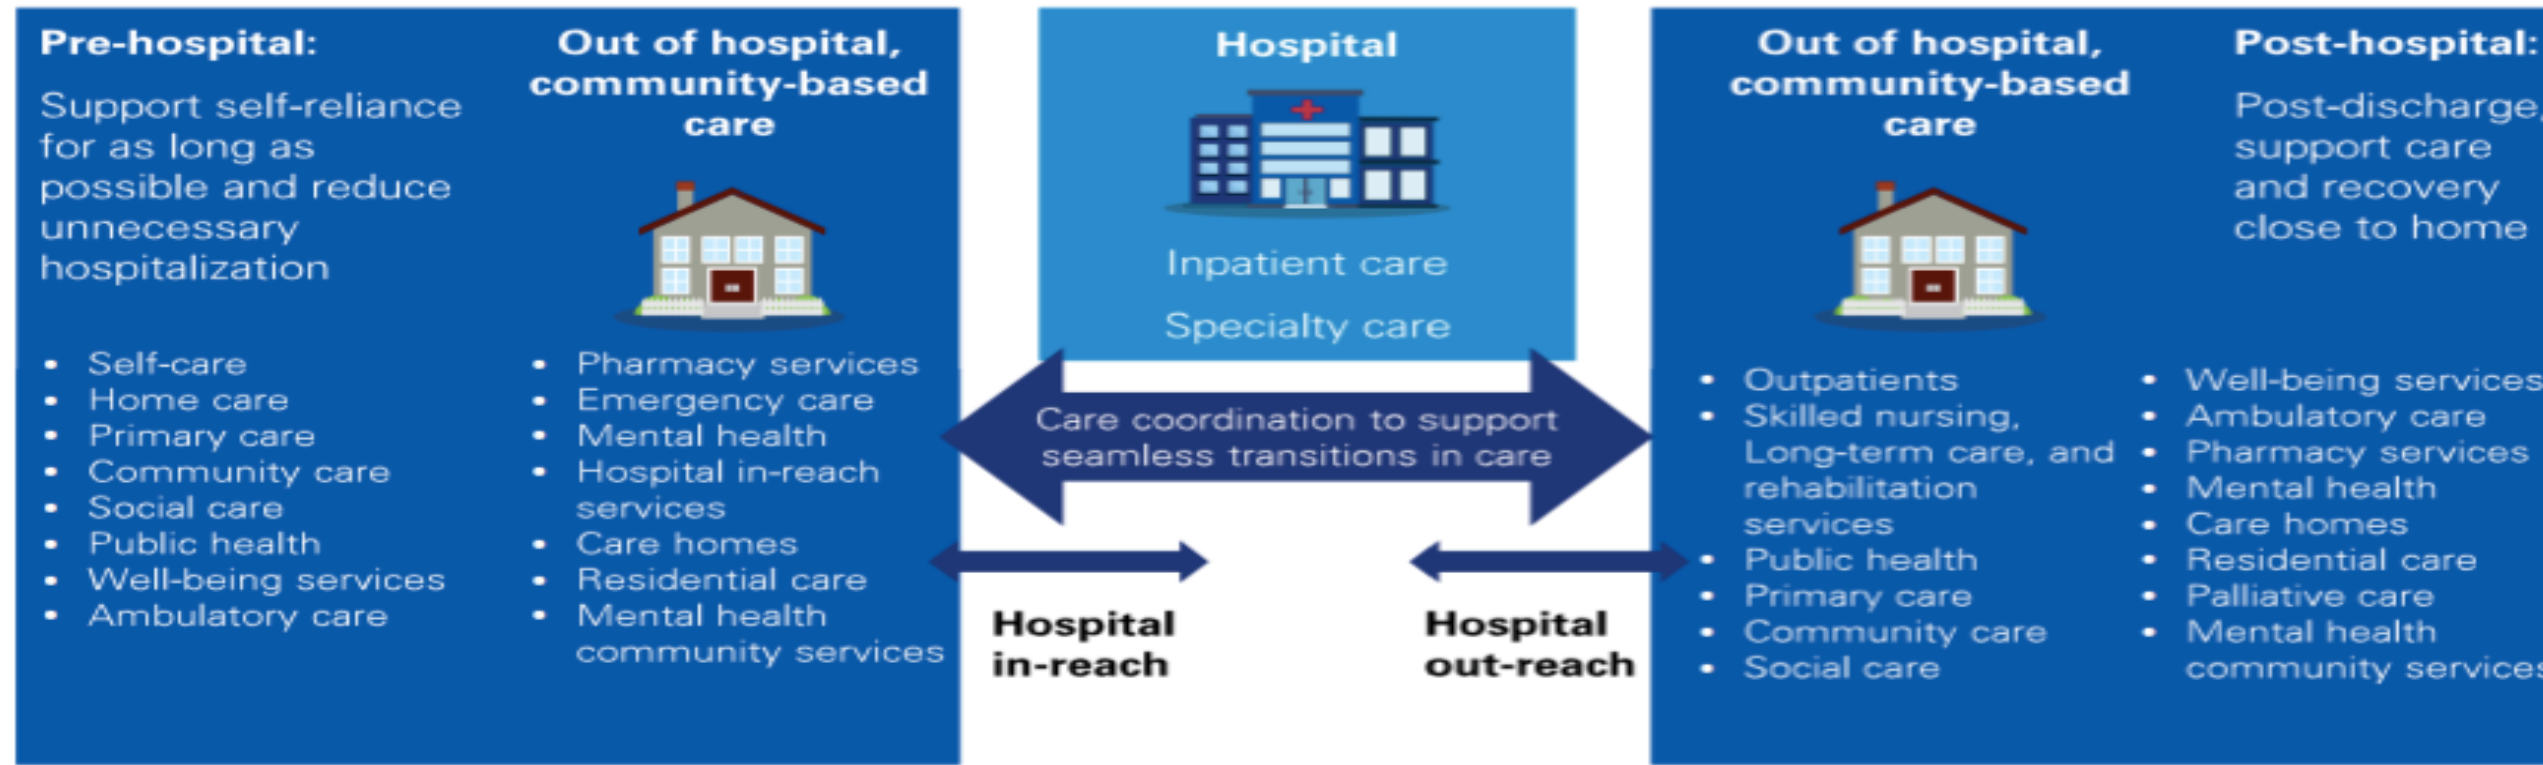 Pre-hospital:
Support self-reliance
for as long as
possible and reduce
unnecessary
hospitalization
• Self-care
• Home care
• Primary care
• Community care
• Social care
• Public health
• Well-being services
• Ambulatory care
Out of hospital,
community-based
care
• Pharmacy services
• Emergency care
• Mental health
• Hospital in-reach
services
• Care homes
• Residential care
• Mental health
community services
Hospital
Inpatient care
Specialty care
Care coordination to support
seamless transitions in care
Hospital
in-reach
Hospital
out-reach
Out of hospital,
community-based
care
• Outpatients
• Skilled nursing,
Long-term care, and
rehabilitation
services
• Public health
• Primary care
• Community care
• Social care
Post-hospital:
Post-discharge,
support care
and recovery
close to home
• Well-being services
• Ambulatory care
• Pharmacy services
• Mental health
• Care homes
• Residential care
• Palliative care
• Mental health
community services